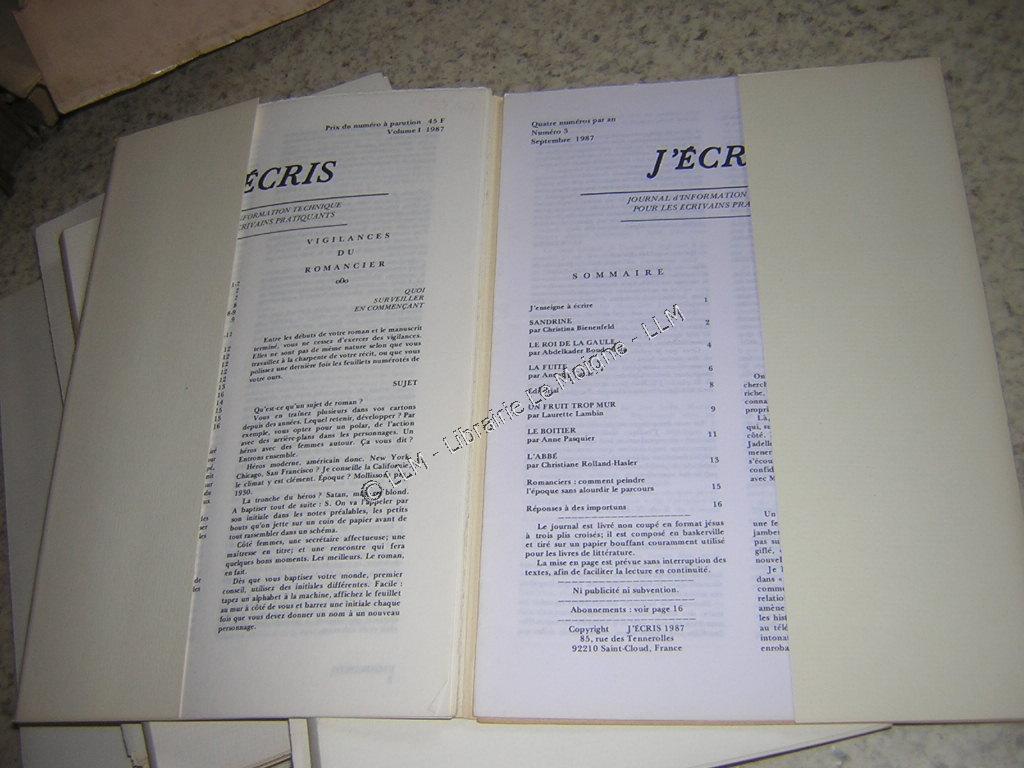 Prix du numéro à parution 45 F
Volume I 1987
ÉCRIS
FORMATION TECHNIQUE
CRIVAINS PRATIQUANTS
VIGILANCES
DU
ROMANCIER
o0o
QUOI
SURVEILLER
EN COMMENÇANT
Entre les débuts de votre roman et le manuscrit
terminé, vous ne cessez d'exercer des vigilances.
Elles ne sont pas de même nature selon que vous
travaillez à la charpente de votre récit, ou que vous
polissez une dernière fois les feuillets numérotés de
votre ours.
SUJET
Qu'est-ce qu'un sujet de roman ?
Vous en traînez plusieurs dans vos cartons
depuis des années. Lequel retenir, développer ? Par
exemple, vous optez pour un polar, de l'action
avec des arrière-plans dans les personnages. Un
héros avec des femmes autour. Ça vous dit ?
Entrons ensemble.
Héros moderne, américain donc. New York,
Chicago, San Francisco ? Je conseille la Californie,
le climat y est clément. Époque ?
1930.
La tronche du héros ? Satan, mais blond.
A baptiser tout de suite : S. On va l'appeler par
son initiale dans les notes préalables, les petits
bouts qu'on jette sur un coin de papier avant de
tout rassembler dans un schéma.
Côté femme, une secrétaire affectueuse; une
maîtresse en titre; et une rencontre qui fera
quelques bons moments. Les meilleurs. Le roman,
en fait.
Dès que vous baptisez votre monde, premier
conseil, utilisez des initiales différentes. Facile :
tapez un alphabet à la machine, affichez le feuillet
au mur à côté de vous et barrez une initiale chaque
fois que vous devez donner un nom à un nouveau
personnage.
Quatre numéros par an
Numéro 3
Septembre 1987
J'ÉCR
JOURNAL d'INFORMATION
POUR LES ECRIVAINS PRA
SOMMAIRE
J'enseigne à écrire 1
SANDRINE
par Christina Bienenfeld 2
LE ROI DE LA GAULE
par Abdelkader 4
LA FUITE
par 6
8
UN FRUIT TROP MUR
par Laurette Lambin 9
LE BOITIER
par Anne Pasquier 11
L'ABBÉ
par Christiane Rolland-Hasler 13
Romanciers : comment peindre
l'époque sans alourdir le parcours 15
Réponses à des importuns 16
Le journal est livré non coupé en format jésus
à trois plis croisés; il est composé en baskerville
et tiré sur un papier bouffant couramment utilisé
pour les livres de littérature.
La mise en page est prévue sans interruption des
textes, afin de faciliter la lecture en continuité.
Ni publicité ni subvention.
Abonnements : voir page 16
Copyright J'ÉCRIS 1987
85, rue des Tennerolles
92210 Saint-Cloud, France
© LLM - Librairie Le Moigne - LLM